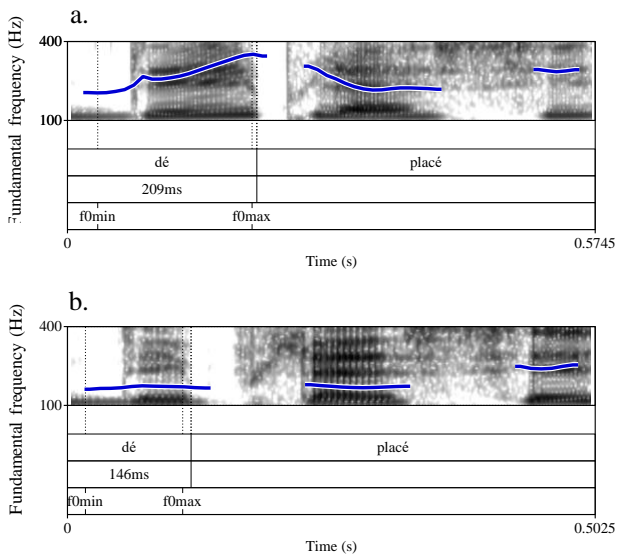 a.
Fundamental frequency (Hz)
400
100
dé placé
209ms
f0min f0max
0 0.5745
Time (s)
b.
Fundamental frequency (Hz)
400
100
dé placé
146ms
f0min f0max
0 0.5025
Time (s)